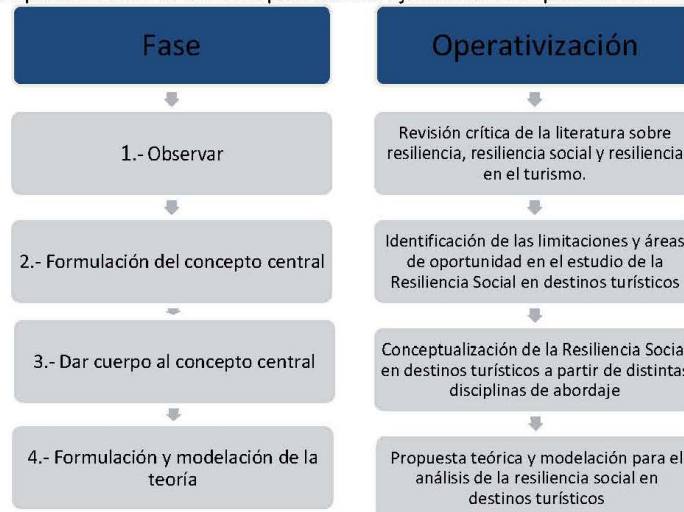 Fase
Operativización
1.- Observar
Revisión crítica de la literatura sobre
resiliencia, resiliencia social y resiliencia
en el turismo.
2.- Formulación del concepto central
Identificación de las limitaciones y áreas
de oportunidad en el estudio de la
Resiliencia Social en destinos turísticos
3.- Dar cuerpo al concepto central
Conceptualización de la Resiliencia Socia
en destinos turísticos a partir de distintas
disciplinas de abordaje
4.- Formulación y modelación de la
teoría
Propuesta teórica y modelación para el
análisis de la resiliencia social en
destinos turísticos